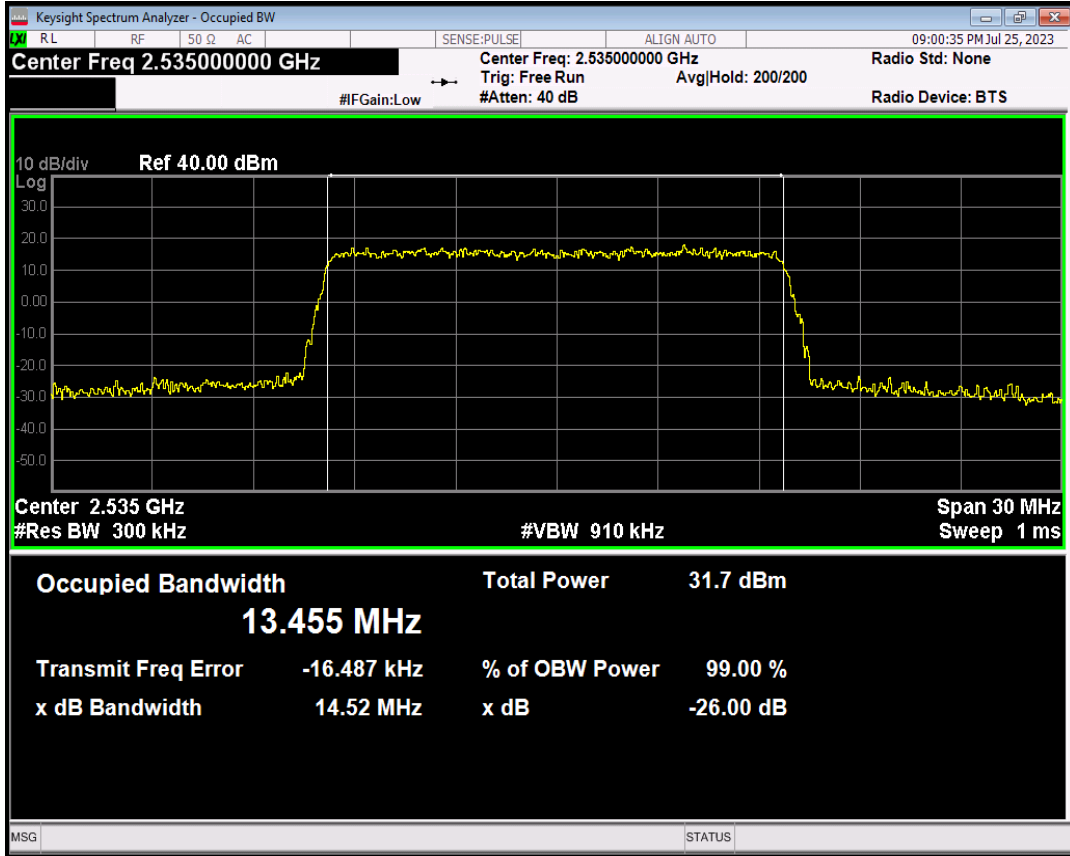 Keysight Spectrum Analyzer - Occupied BW
LXI RL RF 50 Ω AC SENSE:PULSE ALIGN AUTO 09:00:35 PM Jul 25, 2023
Center Freq 2.535000000 GHz
Center Freq: 2.535000000 GHz
Radio Std: None
Trig: Free Run Avg|Hold: 200/200
#IFGain:Low #Atten: 40 dB Radio Device: BTS
10 dB/div Ref 40.00 dBm
Log
30.0
20.0
10.0
0.00
-10.0
-20.0
-30.0
-40.0
-50.0
Center 2.535 GHz Span 30 MHz
#Res BW 300 kHz #VBW 910 kHz Sweep 1 ms
Occupied Bandwidth Total Power 31.7 dBm
13.455 MHz
Transmit Freq Error -16.487 kHz % of OBW Power 99.00 %
x dB Bandwidth 14.52 MHz x dB -26.00 dB
MSG STATUS